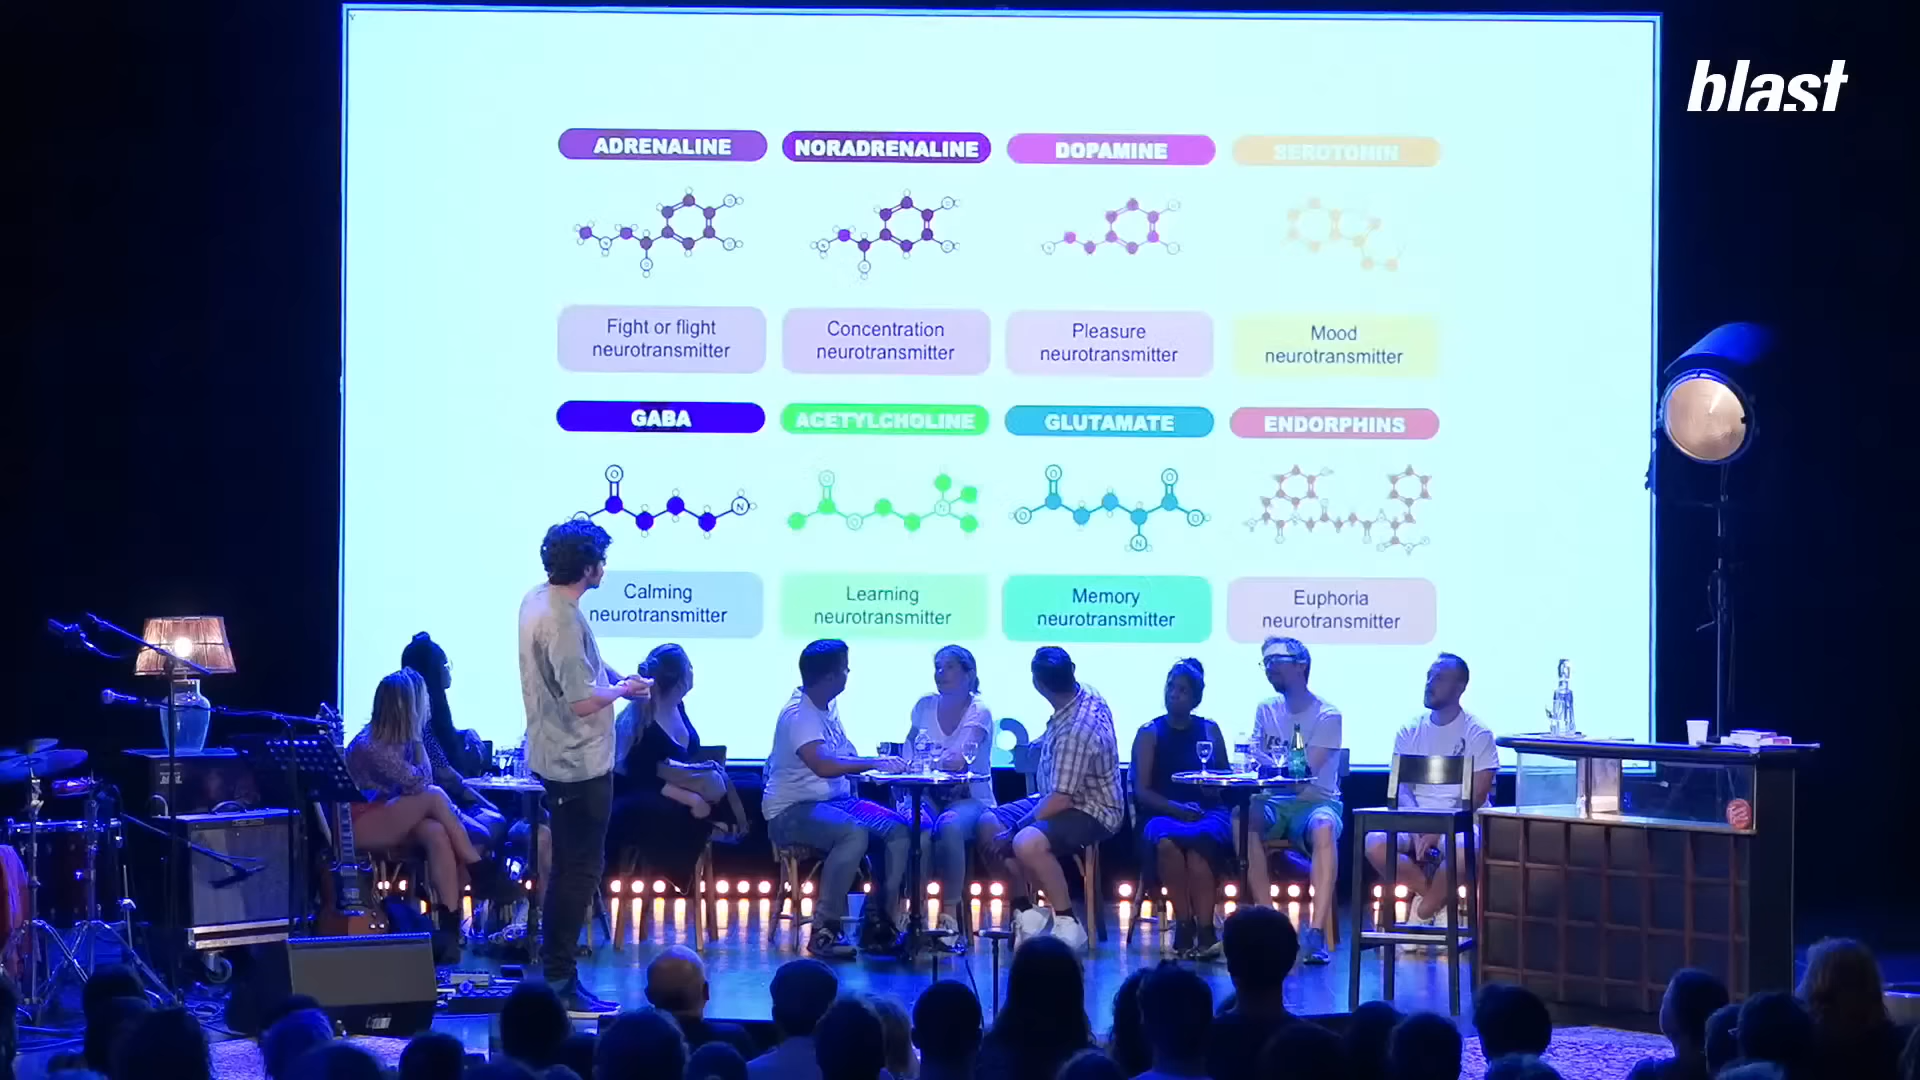 blast
ADRENALINE
NORADRENALINE
DOPAMINE
SEROTONIN
Fight or flight
neurotransmitter
Concentration
neurotransmitter
Pleasure
neurotransmitter
Mood
neurotransmitter
GABA
ACETYLCHOLINE
GLUTAMATE
ENDORPHINS
Calming
neurotransmitter
Learning
neurotransmitter
Memory
neurotransmitter
Euphoria
neurotransmitter